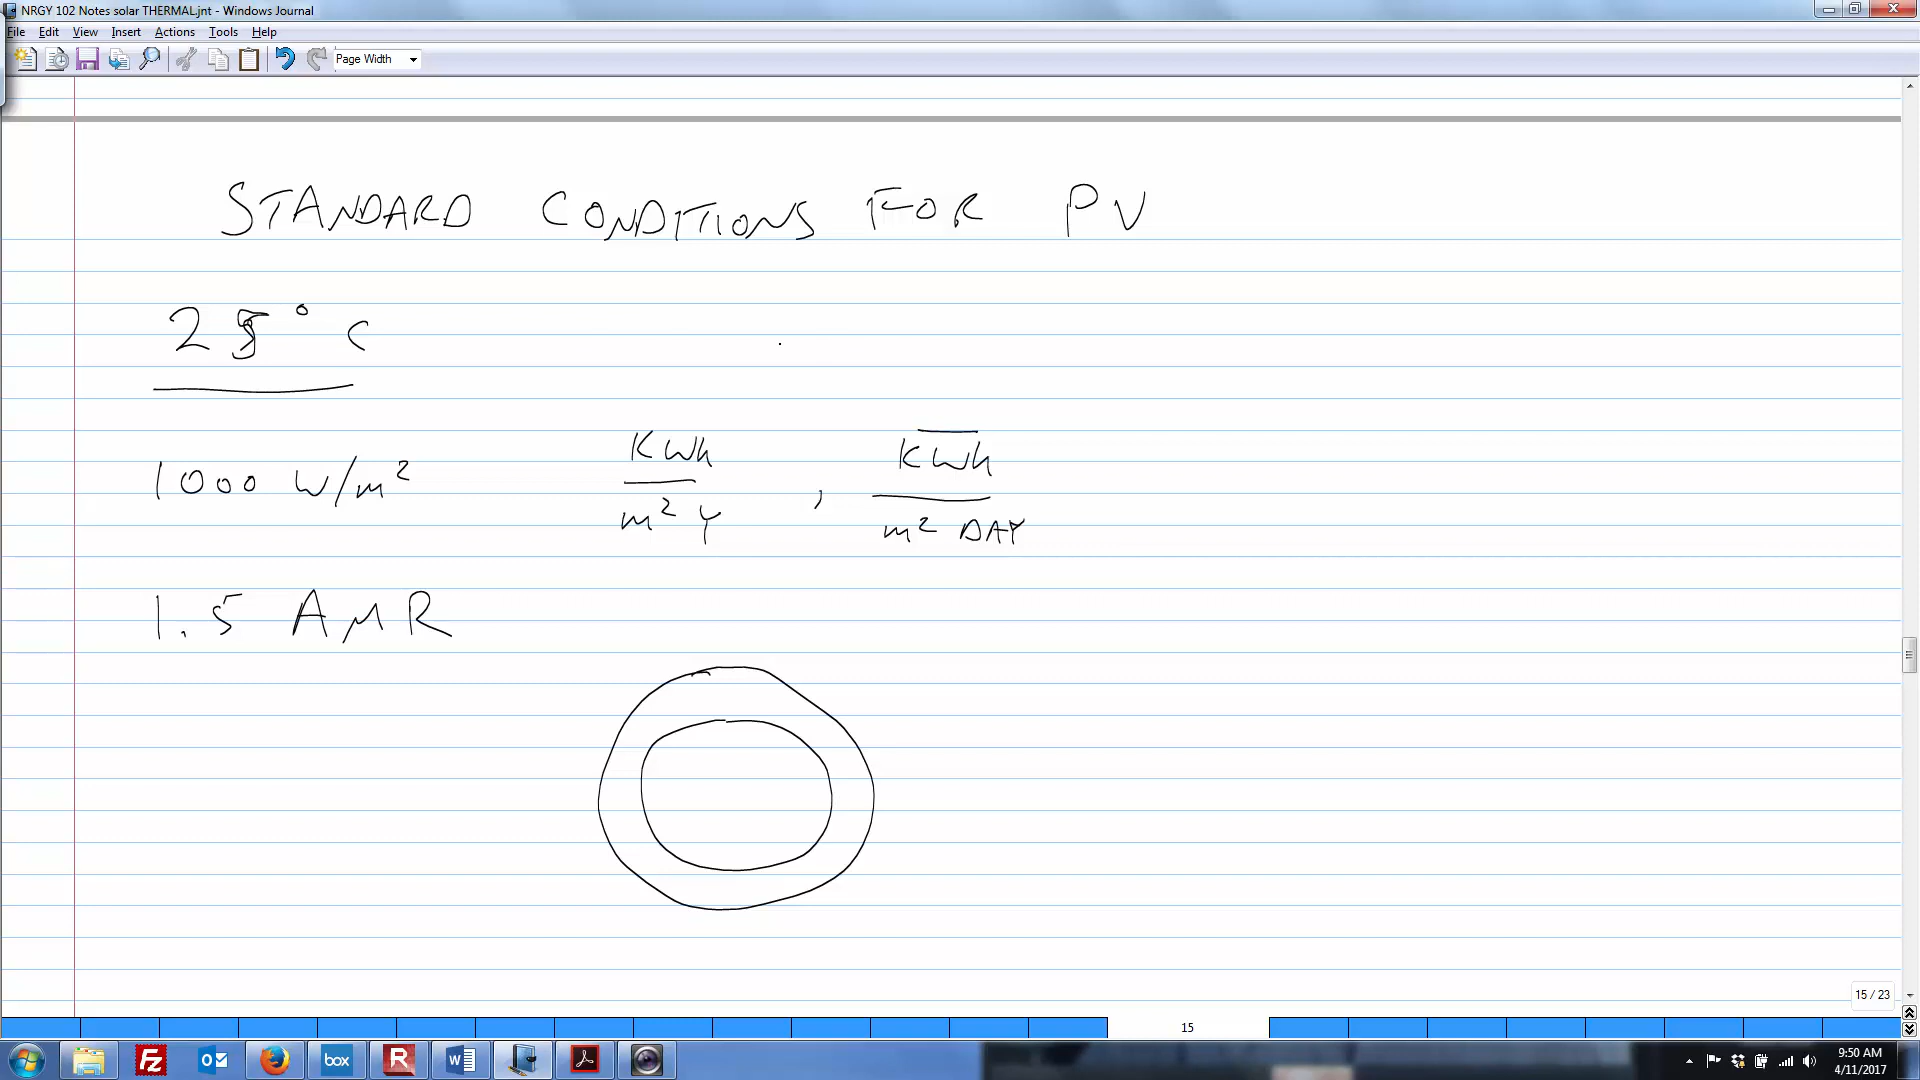 NRGY 102 Notes solar THERMAL.jnt - Windows Journal
File Edit View Insert Actions Tools Help
Page Width
STANDARD CONDITIONS FOR PV
25° C
1000 W/m² KWh/m² Y , KWh/m² DAY
1.5 AMR
15 / 23
15
Fz O box R W
9:50 AM
4/11/2017